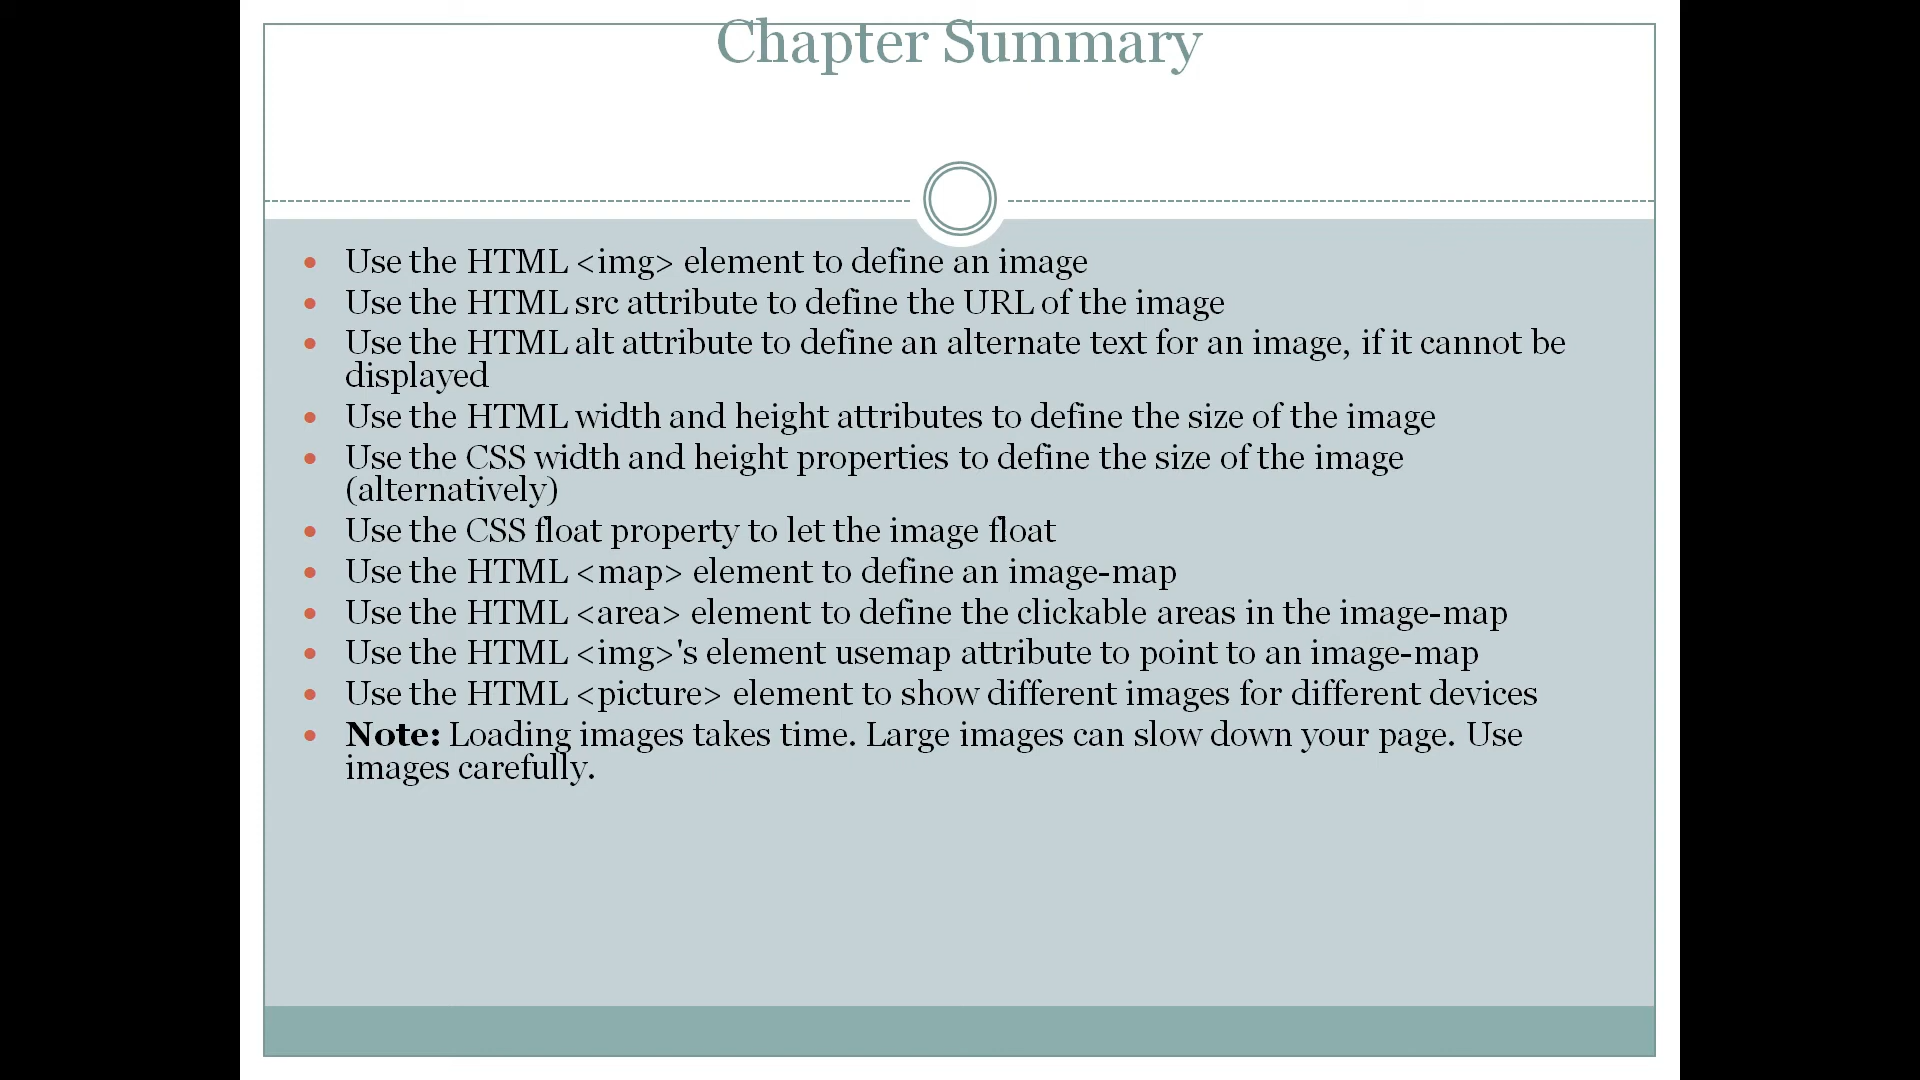 Chapter Summary
• Use the HTML <img> element to define an image
• Use the HTML src attribute to define the URL of the image
• Use the HTML alt attribute to define an alternate text for an image, if it cannot be
displayed
• Use the HTML width and height attributes to define the size of the image
• Use the CSS width and height properties to define the size of the image
(alternatively)
• Use the CSS float property to let the image float
• Use the HTML <map> element to define an image-map
• Use the HTML <area> element to define the clickable areas in the image-map
• Use the HTML <img>'s element usemap attribute to point to an image-map
• Use the HTML <picture> element to show different images for different devices
• Note: Loading images takes time. Large images can slow down your page. Use
images carefully.